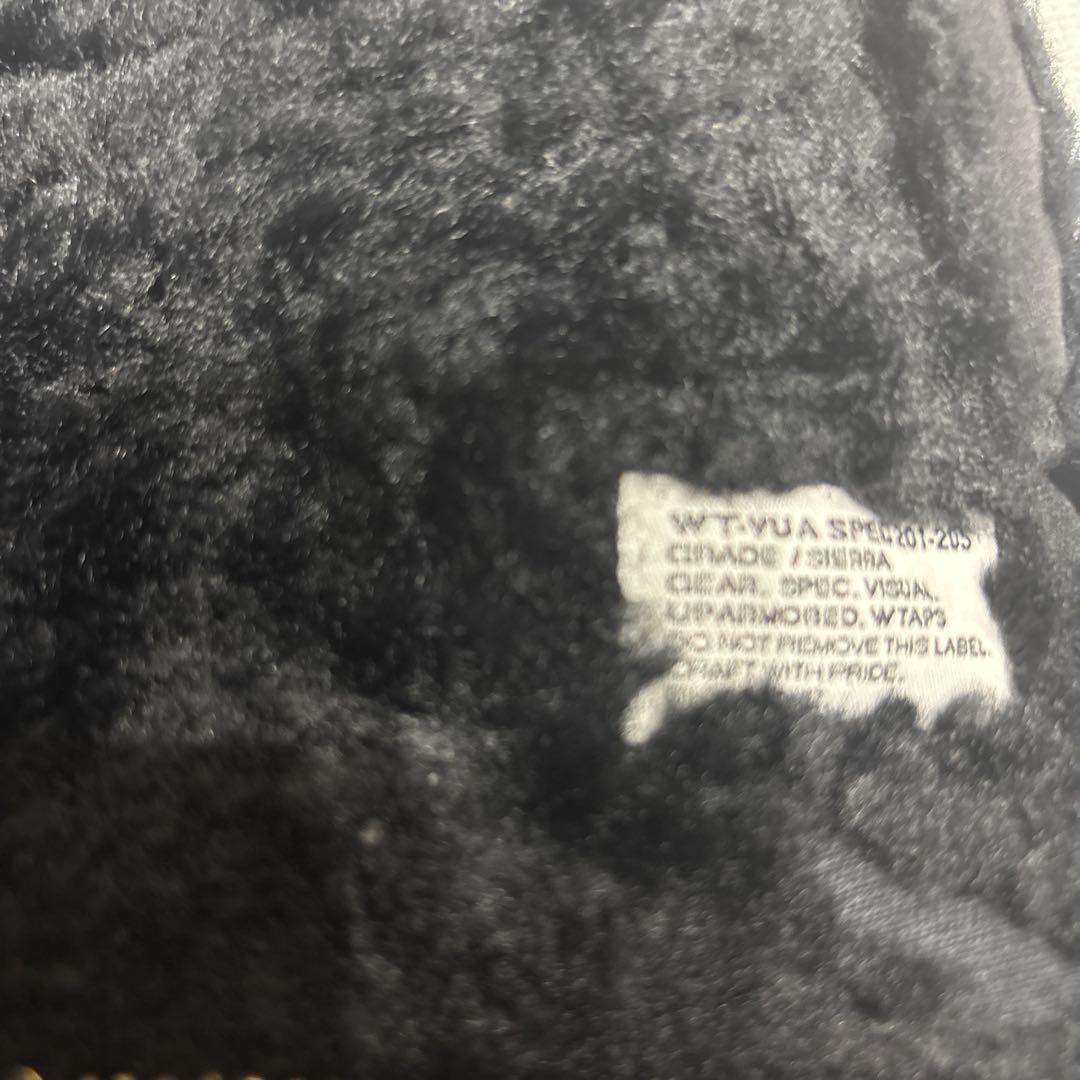 WT-VUA SPEC201-205
GRADE / SIERRA
GEAR. SPEC. VISUAL.
UPARMORED. WTAPS
DO NOT REMOVE THIS LABEL.
CRAFT WITH PRIDE.